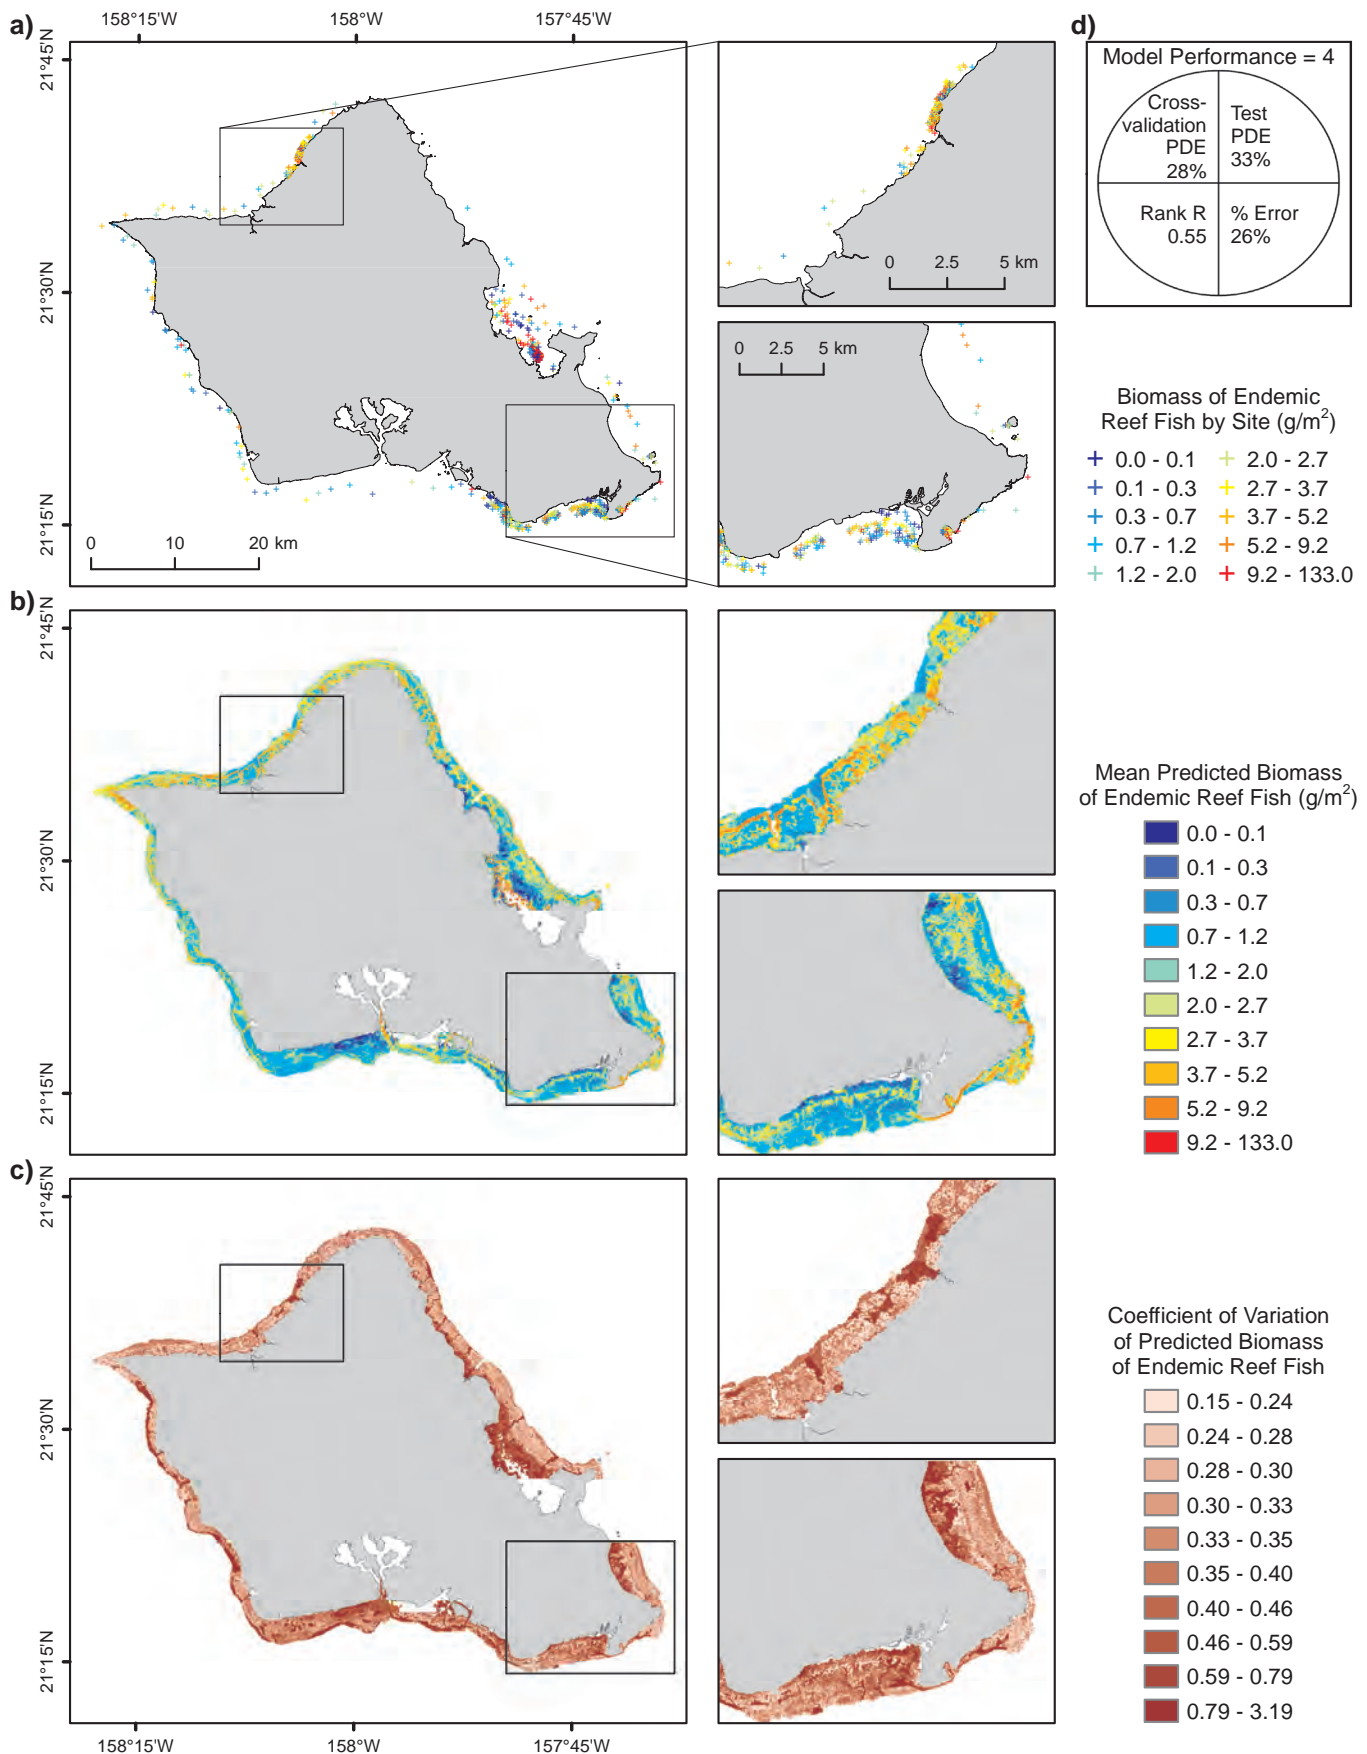 a)
158°15'W
158°W
157°45'W
21°45'N
21°30'N
21°15'N
0 10 20 km
0 2.5 5 km
0 2.5 5 km
d)
Model Performance = 4
Cross-
validation
PDE
28%
Test
PDE
33%
Rank R
0.55
% Error
26%
Biomass of Endemic
Reef Fish by Site (g/m²)
0.0 - 0.1
0.1 - 0.3
0.3 - 0.7
0.7 - 1.2
1.2 - 2.0
2.0 - 2.7
2.7 - 3.7
3.7 - 5.2
5.2 - 9.2
9.2 - 133.0
b)
21°45'N
21°30'N
21°15'N
Mean Predicted Biomass
of Endemic Reef Fish (g/m²)
0.0 - 0.1
0.1 - 0.3
0.3 - 0.7
0.7 - 1.2
1.2 - 2.0
2.0 - 2.7
2.7 - 3.7
3.7 - 5.2
5.2 - 9.2
9.2 - 133.0
c)
21°45'N
21°30'N
21°15'N
Coefficient of Variation
of Predicted Biomass
of Endemic Reef Fish
0.15 - 0.24
0.24 - 0.28
0.28 - 0.30
0.30 - 0.33
0.33 - 0.35
0.35 - 0.40
0.40 - 0.46
0.46 - 0.59
0.59 - 0.79
0.79 - 3.19
158°15'W
158°W
157°45'W